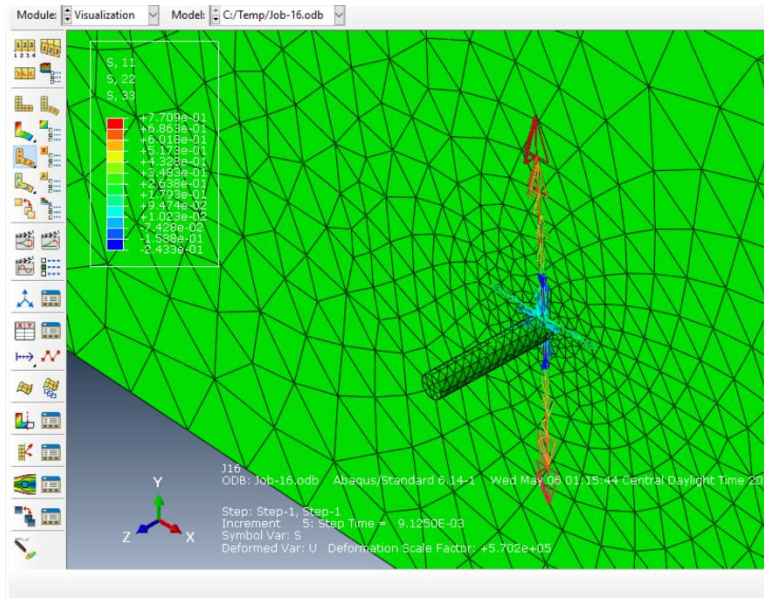 Module: Visualization Model: C:/Temp/Job-16.odb
S, 11
S, 22
S, 33
+7.709e-01
+6.863e-01
+6.018e-01
+5.173e-01
+4.328e-01
+3.483e-01
+2.638e-01
+1.793e-01
+9.474e-02
+1.023e-02
-7.428e-02
-1.588e-01
-2.433e-01
Y
Z
X
J16
ODB: Job-16.odb Abaqus/Standard 6.14-1 Wed May 06 01:15:44 Central Daylight Time 20
Step: Step-1, Step-1
Increment 5: Step Time = 9.1250E-03
Symbol Var: S
Deformed Var: U Deformation Scale Factor: +5.702e+05